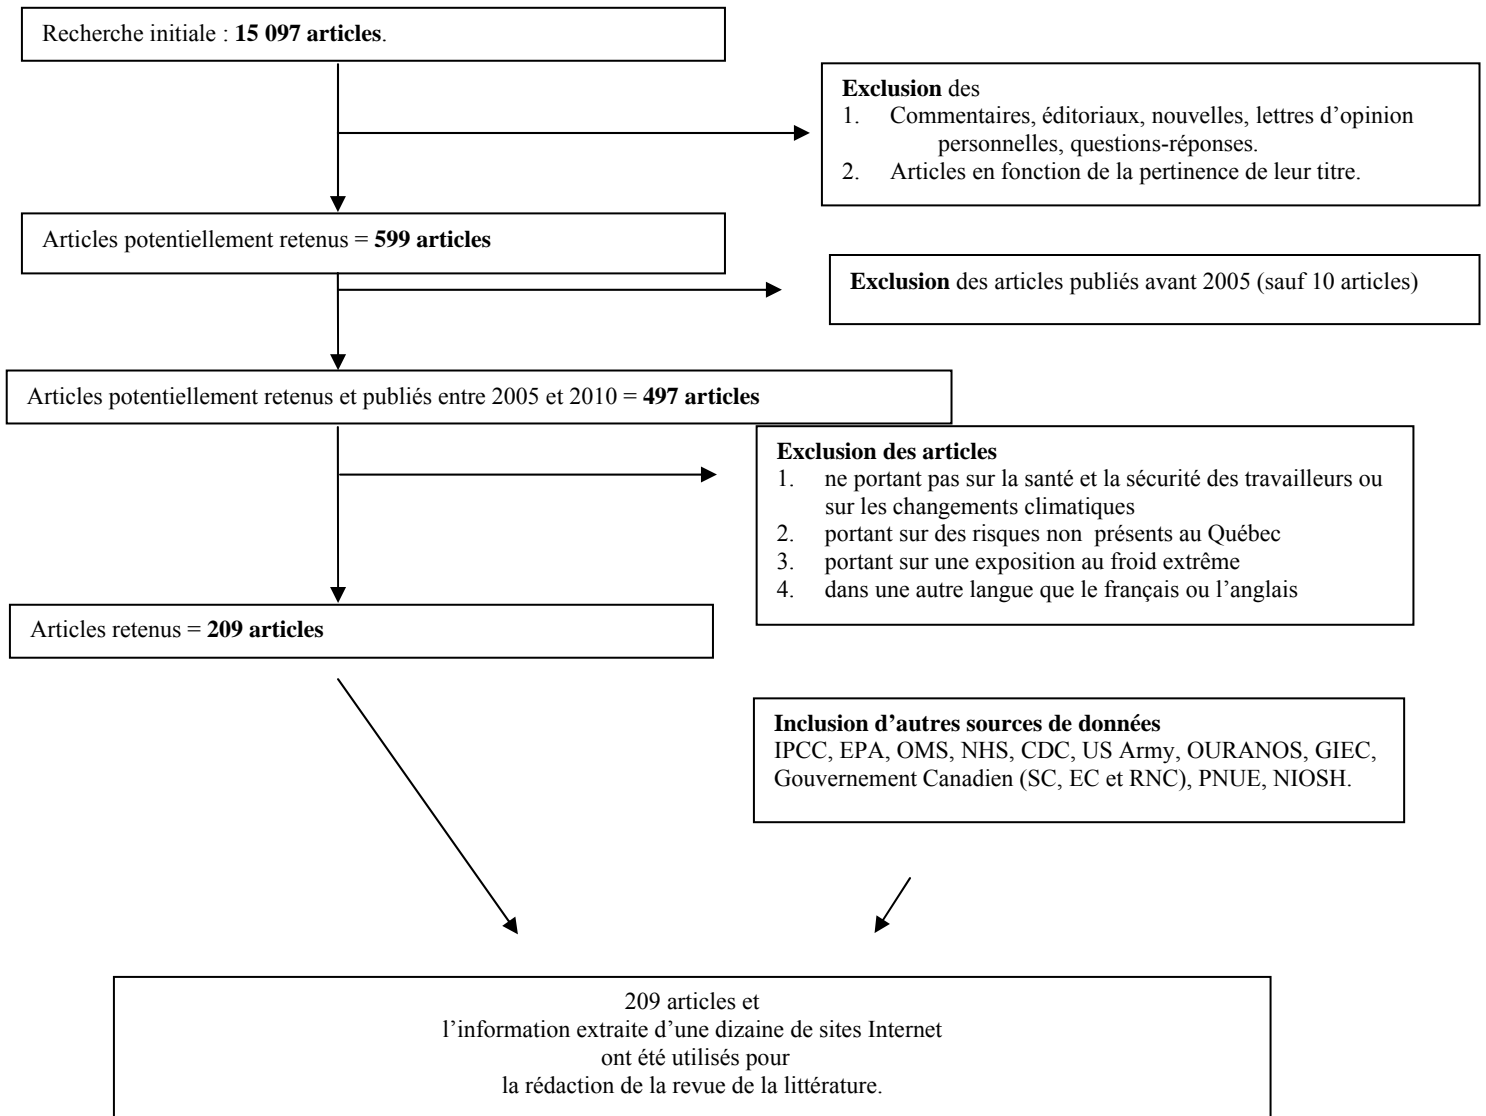 Recherche initiale : 15 097 articles.
Exclusion des
1. Commentaires, éditoriaux, nouvelles, lettres d’opinion
personnelles, questions-réponses.
2. Articles en fonction de la pertinence de leur titre.
Articles potentiellement retenus = 599 articles
Exclusion des articles publiés avant 2005 (sauf 10 articles)
Articles potentiellement retenus et publiés entre 2005 et 2010 = 497 articles
Exclusion des articles
1. ne portant pas sur la santé et la sécurité des travailleurs ou
sur les changements climatiques
2. portant sur des risques non présents au Québec
3. portant sur une exposition au froid extrême
4. dans une autre langue que le français ou l’anglais
Articles retenus = 209 articles
Inclusion d’autres sources de données
IPCC, EPA, OMS, NHS, CDC, US Army, OURANOS, GIEC,
Gouvernement Canadien (SC, EC et RNC), PNUE, NIOSH.
209 articles et
l’information extraite d’une dizaine de sites Internet
ont été utilisés pour
la rédaction de la revue de la littérature.